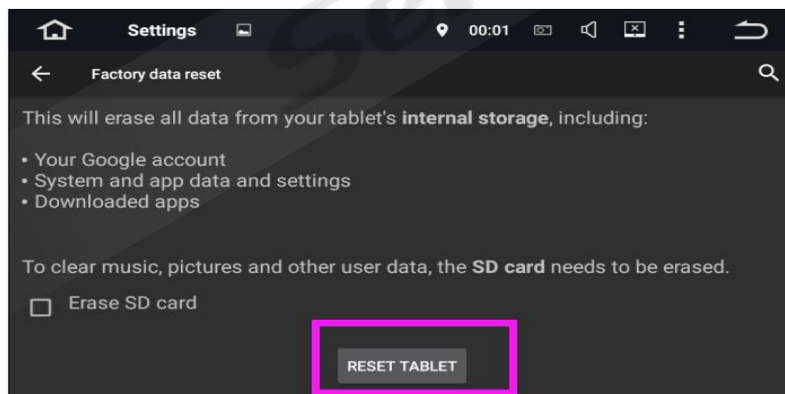 Settings 00:01
Factory data reset
This will erase all data from your tablet's internal storage, including:
• Your Google account
• System and app data and settings
• Downloaded apps
To clear music, pictures and other user data, the SD card needs to be erased.
Erase SD card
RESET TABLET